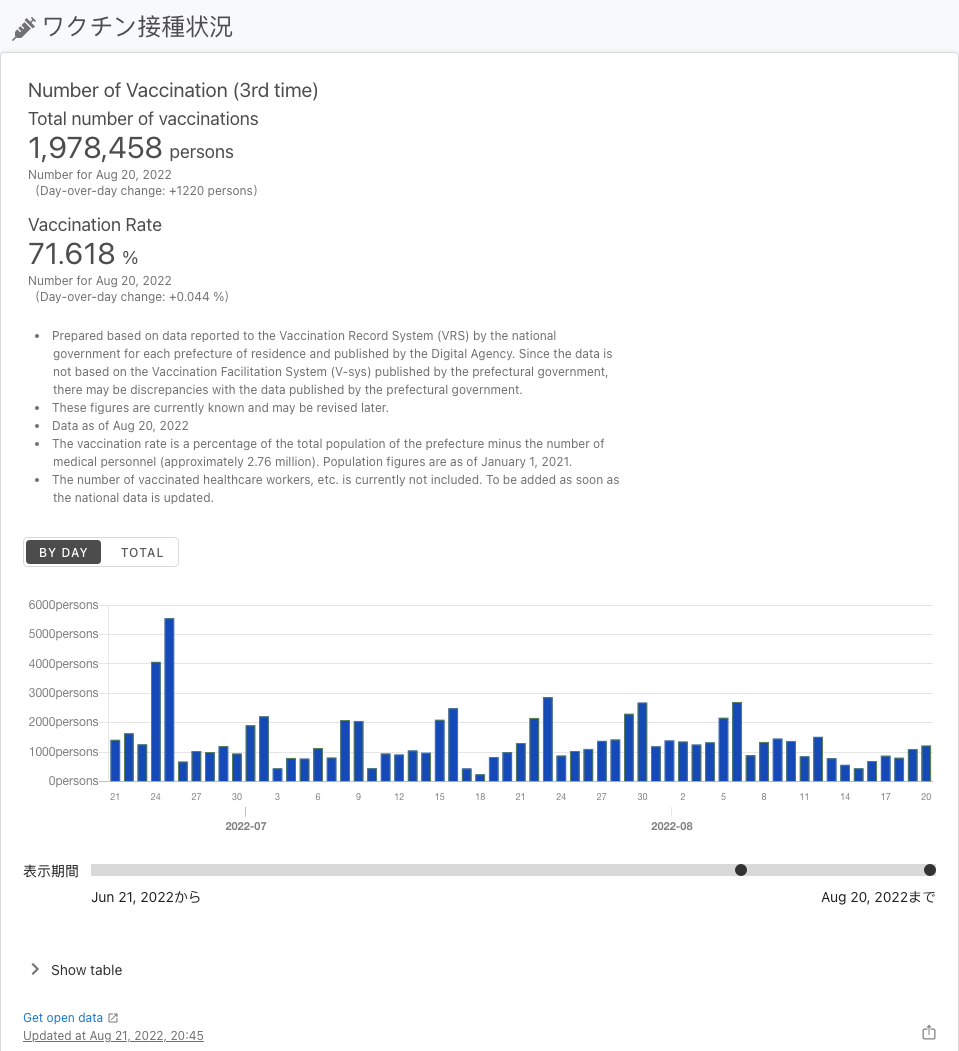 ワクチン接種状況
Number of Vaccination (3rd time)
Total number of vaccinations
1,978,458 persons
Number for Aug 20, 2022
(Day-over-day change: +1220 persons)
Vaccination Rate
71.618 %
Number for Aug 20, 2022
(Day-over-day change: +0.044 %)
• Prepared based on data reported to the Vaccination Record System (VRS) by the national
government for each prefecture of residence and published by the Digital Agency. Since the data is
not based on the Vaccination Facilitation System (V-sys) published by the prefectural government,
there may be discrepancies with the data published by the prefectural government.
• These figures are currently known and may be revised later.
• Data as of Aug 20, 2022
• The vaccination rate is a percentage of the total population of the prefecture minus the number of
medical personnel (approximately 2.76 million). Population figures are as of January 1, 2021.
• The number of vaccinated healthcare workers, etc. is currently not included. To be added as soon as
the national data is updated.
BY DAY TOTAL
6000persons
5000persons
4000persons
3000persons
2000persons
1000persons
0persons
21 24 27 30 3 6 9 12 15 18 21 24 27 30 2 5 8 11 14 17 20
2022-07 2022-08
表示期間
Jun 21, 2022から Aug 20, 2022まで
Show table
Get open data
Updated at Aug 21, 2022, 20:45